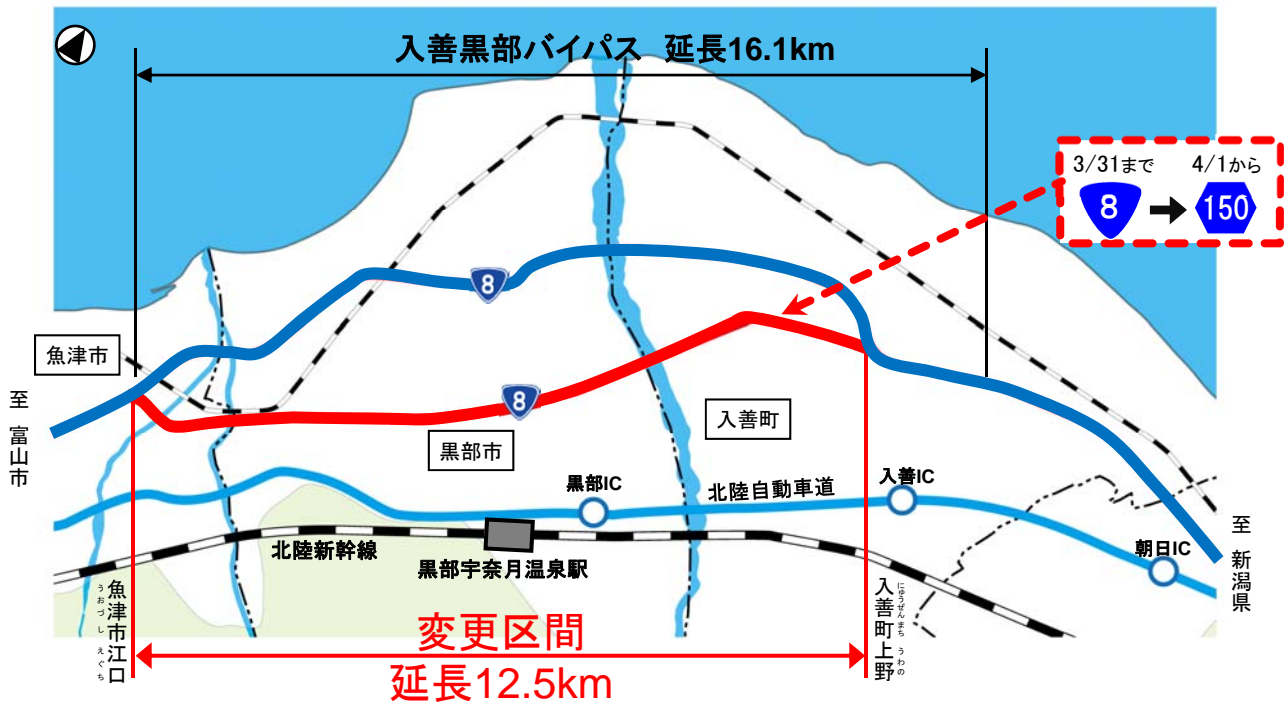 入善黒部バイパス 延長16.1km
3/31まで
4/1から
8
150
8
魚津市
8
至 富山市
黒部市
入善町
黒部IC
北陸自動車道
入善IC
北陸新幹線
黒部宇奈月温泉駅
朝日IC
至 新潟県
魚津市江口
うおづし えぐち
入善町上野
にゅうぜんまち うわの
変更区間
延長12.5km